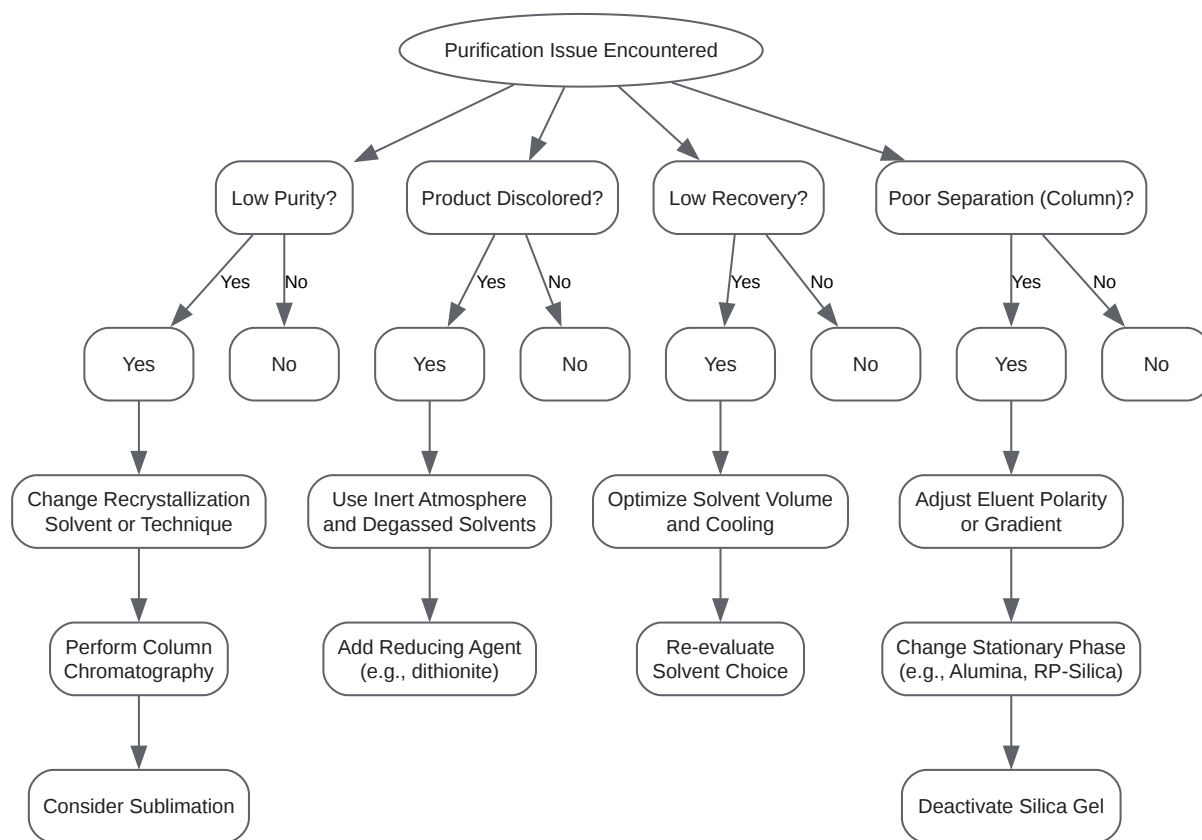 Purification Issue Encountered
Low Purity?
Product Discolored?
Low Recovery?
Poor Separation (Column)?
Yes
No
Yes
No
Yes
No
Yes
No
Yes
No
Yes
No
Yes
No
Yes
No
Change Recrystallization
Solvent or Technique
Use Inert Atmosphere
and Degassed Solvents
Optimize Solvent Volume
and Cooling
Adjust Eluent Polarity
or Gradient
Perform Column
Chromatography
Add Reducing Agent
(e.g., dithionite)
Re-evaluate
Solvent Choice
Change Stationary Phase
(e.g., Alumina, RP-Silica)
Consider Sublimation
Deactivate Silica Gel